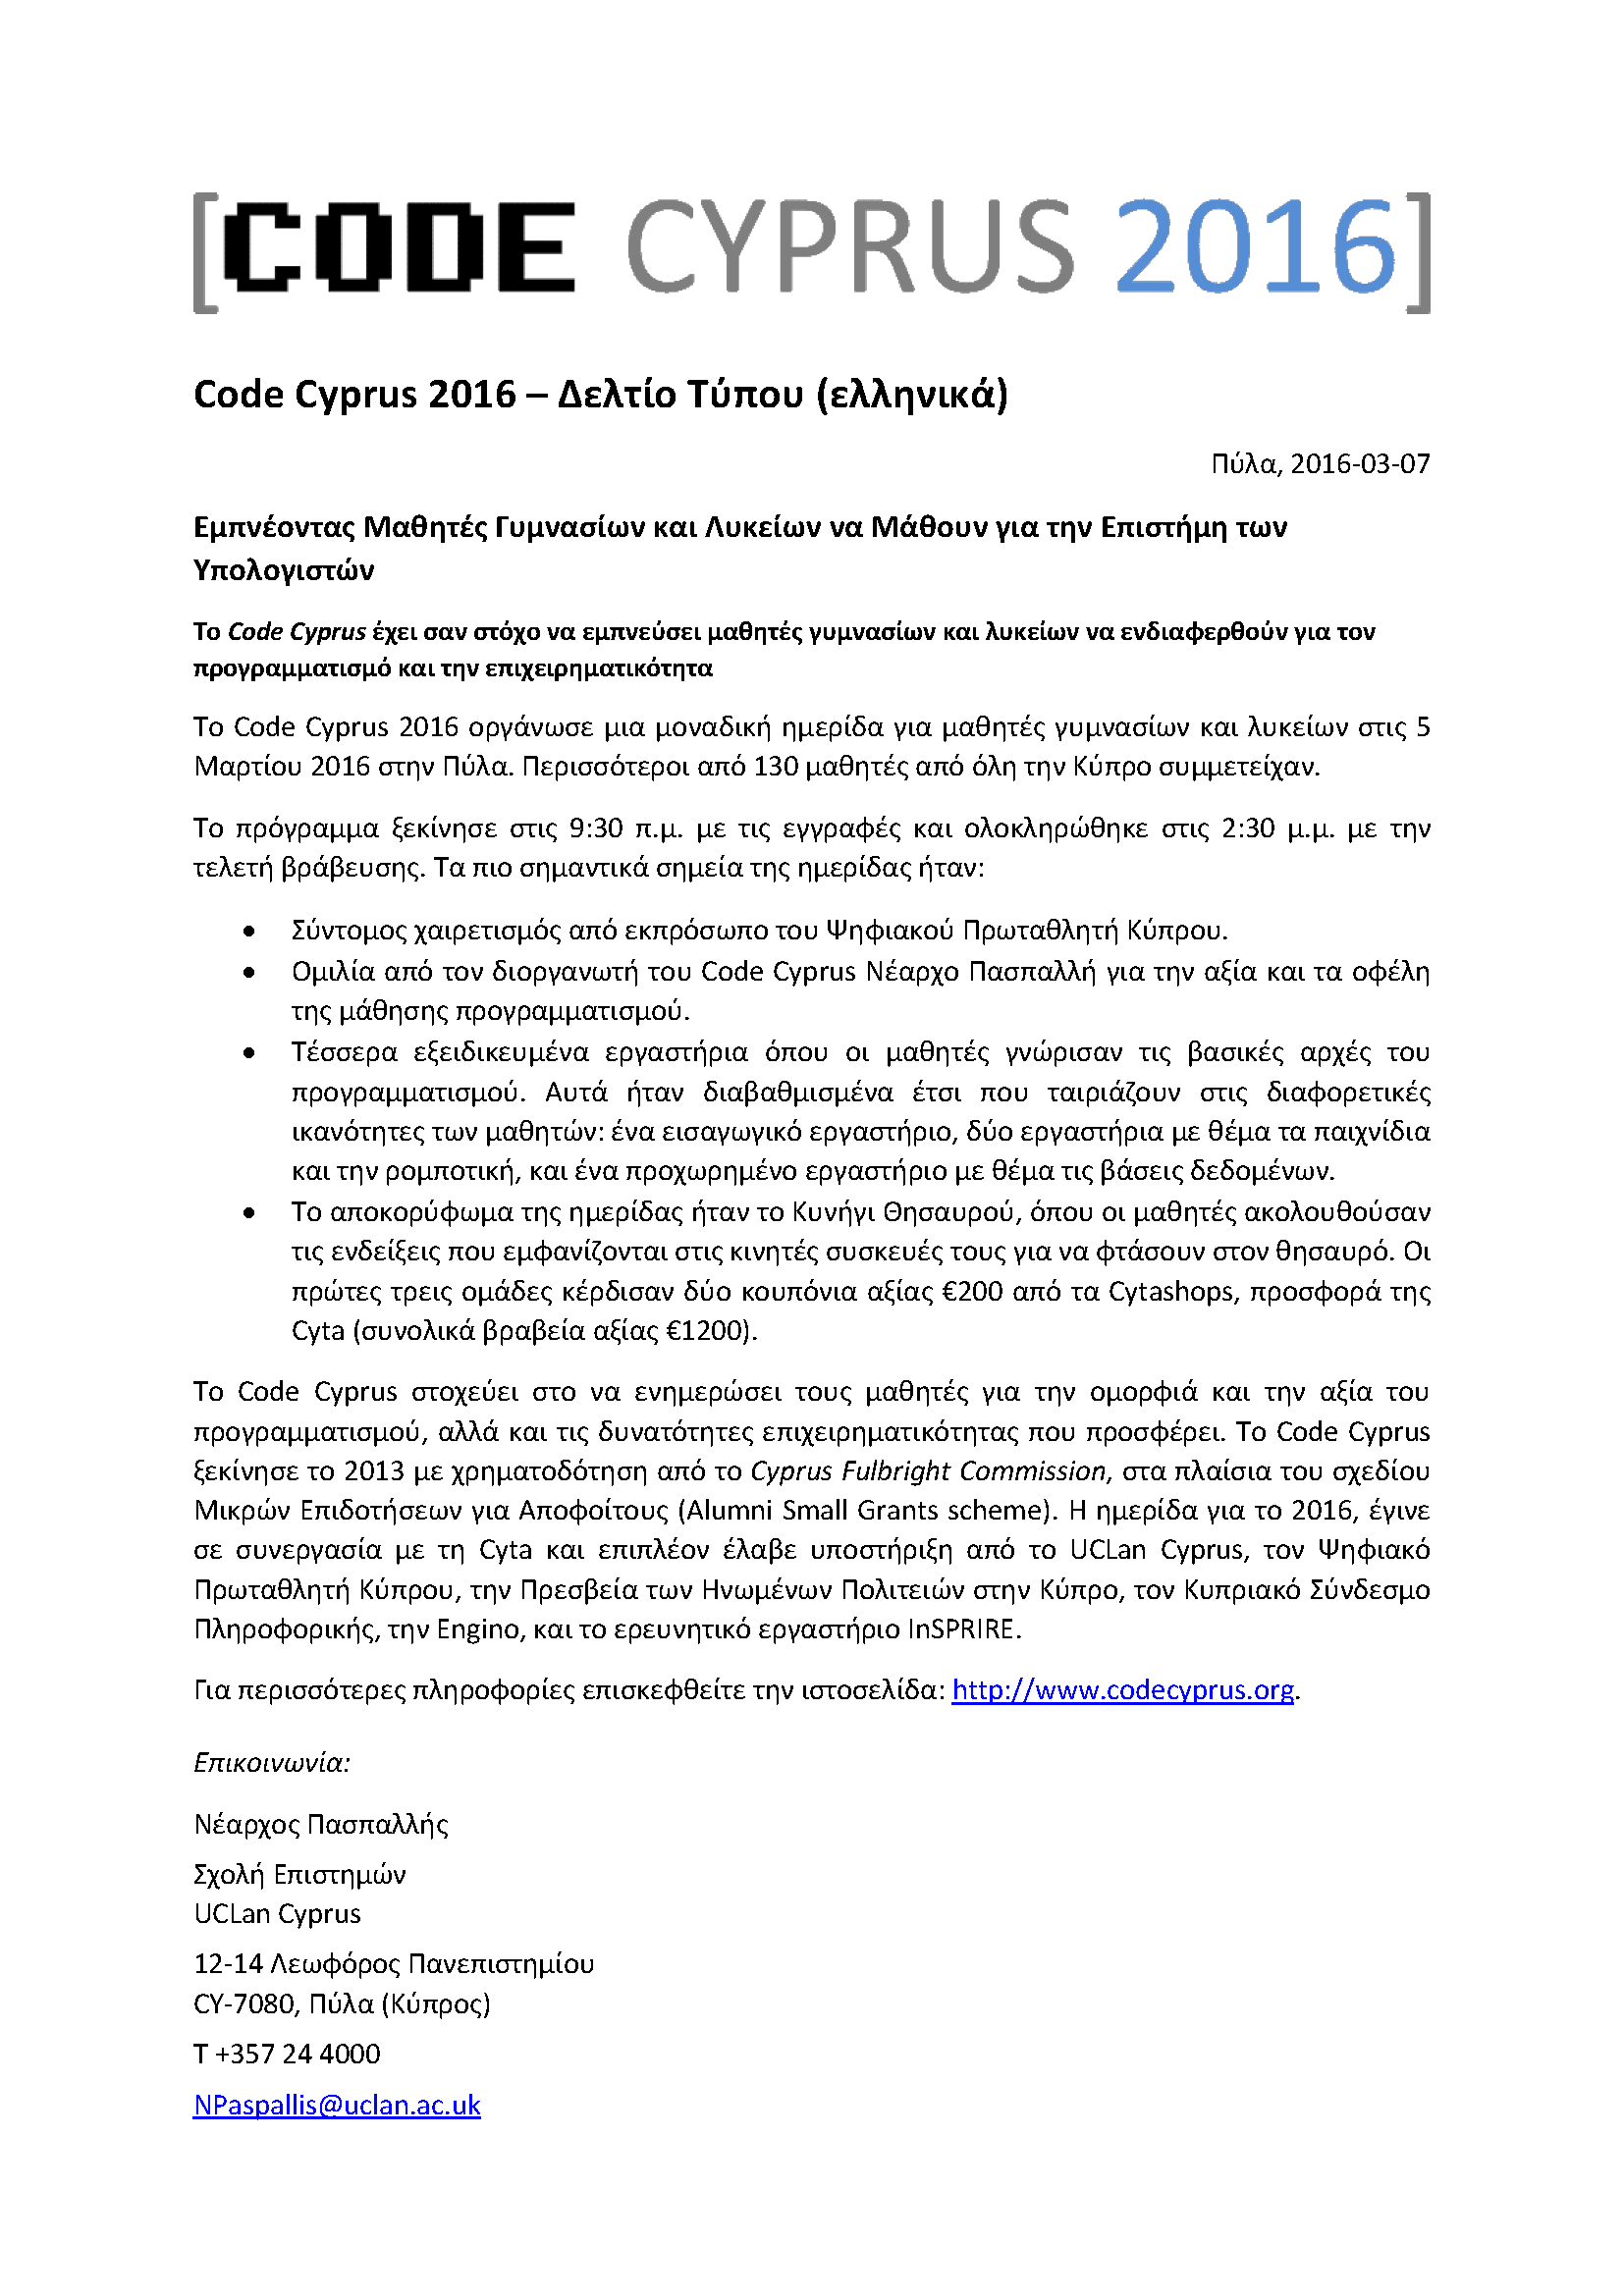 [CODE CYPRUS 2016]
Code Cyprus 2016 – Δελτίο Τύπου (ελληνικά)
Πύλα, 2016-03-07
Εμπνέοντας Μαθητές Γυμνασίων και Λυκείων να Μάθουν για την Επιστήμη των
Υπολογιστών
Το Code Cyprus έχει σαν στόχο να εμπνεύσει μαθητές γυμνασίων και λυκείων να ενδιαφερθούν για τον
προγραμματισμό και την επιχειρηματικότητα
Το Code Cyprus 2016 οργάνωσε μια μοναδική ημερίδα για μαθητές γυμνασίων και λυκείων στις 5
Μαρτίου 2016 στην Πύλα. Περισσότεροι από 130 μαθητές από όλη την Κύπρο συμμετείχαν.
Το πρόγραμμα ξεκίνησε στις 9:30 π.μ. με τις εγγραφές και ολοκληρώθηκε στις 2:30 μ.μ. με την
τελετή βράβευσης. Τα πιο σημαντικά σημεία της ημερίδας ήταν:
• Σύντομος χαιρετισμός από εκπρόσωπο του Ψηφιακού Πρωταθλητή Κύπρου.
• Ομιλία από τον διοργανωτή του Code Cyprus Νέαρχο Πασπαλλή για την αξία και τα οφέλη
της μάθησης προγραμματισμού.
• Τέσσερα εξειδικευμένα εργαστήρια όπου οι μαθητές γνώρισαν τις βασικές αρχές του
προγραμματισμού. Αυτά ήταν διαβαθμισμένα έτσι που ταιριάζουν στις διαφορετικές
ικανότητες των μαθητών: ένα εισαγωγικό εργαστήριο, δύο εργαστήρια με θέμα τα παιχνίδια
και την ρομποτική, και ένα προχωρημένο εργαστήριο με θέμα τις βάσεις δεδομένων.
• Το αποκορύφωμα της ημερίδας ήταν το Κυνήγι Θησαυρού, όπου οι μαθητές ακολουθούσαν
τις ενδείξεις που εμφανίζονται στις κινητές συσκευές τους για να φτάσουν στον θησαυρό. Οι
πρώτες τρεις ομάδες κέρδισαν δύο κουπόνια αξίας €200 από τα Cytashops, προσφορά της
Cyta (συνολικά βραβεία αξίας €1200).
Το Code Cyprus στοχεύει στο να ενημερώσει τους μαθητές για την ομορφιά και την αξία του
προγραμματισμού, αλλά και τις δυνατότητες επιχειρηματικότητας που προσφέρει. Το Code Cyprus
ξεκίνησε το 2013 με χρηματοδότηση από το Cyprus Fulbright Commission, στα πλαίσια του σχεδίου
Μικρών Επιδοτήσεων για Αποφοίτους (Alumni Small Grants scheme). Η ημερίδα για το 2016, έγινε
σε συνεργασία με τη Cyta και επιπλέον έλαβε υποστήριξη από το UCLan Cyprus, τον Ψηφιακό
Πρωταθλητή Κύπρου, την Πρεσβεία των Ηνωμένων Πολιτειών στην Κύπρο, τον Κυπριακό Σύνδεσμο
Πληροφορικής, την Engino, και το ερευνητικό εργαστήριο InSPRIRE.
Για περισσότερες πληροφορίες επισκεφθείτε την ιστοσελίδα: http://www.codecyprus.org.
Επικοινωνία:
Νέαρχος Πασπαλλής
Σχολή Επιστημών
UCLan Cyprus
12-14 Λεωφόρος Πανεπιστημίου
CY-7080, Πύλα (Κύπρος)
T +357 24 4000
NPaspallis@uclan.ac.uk